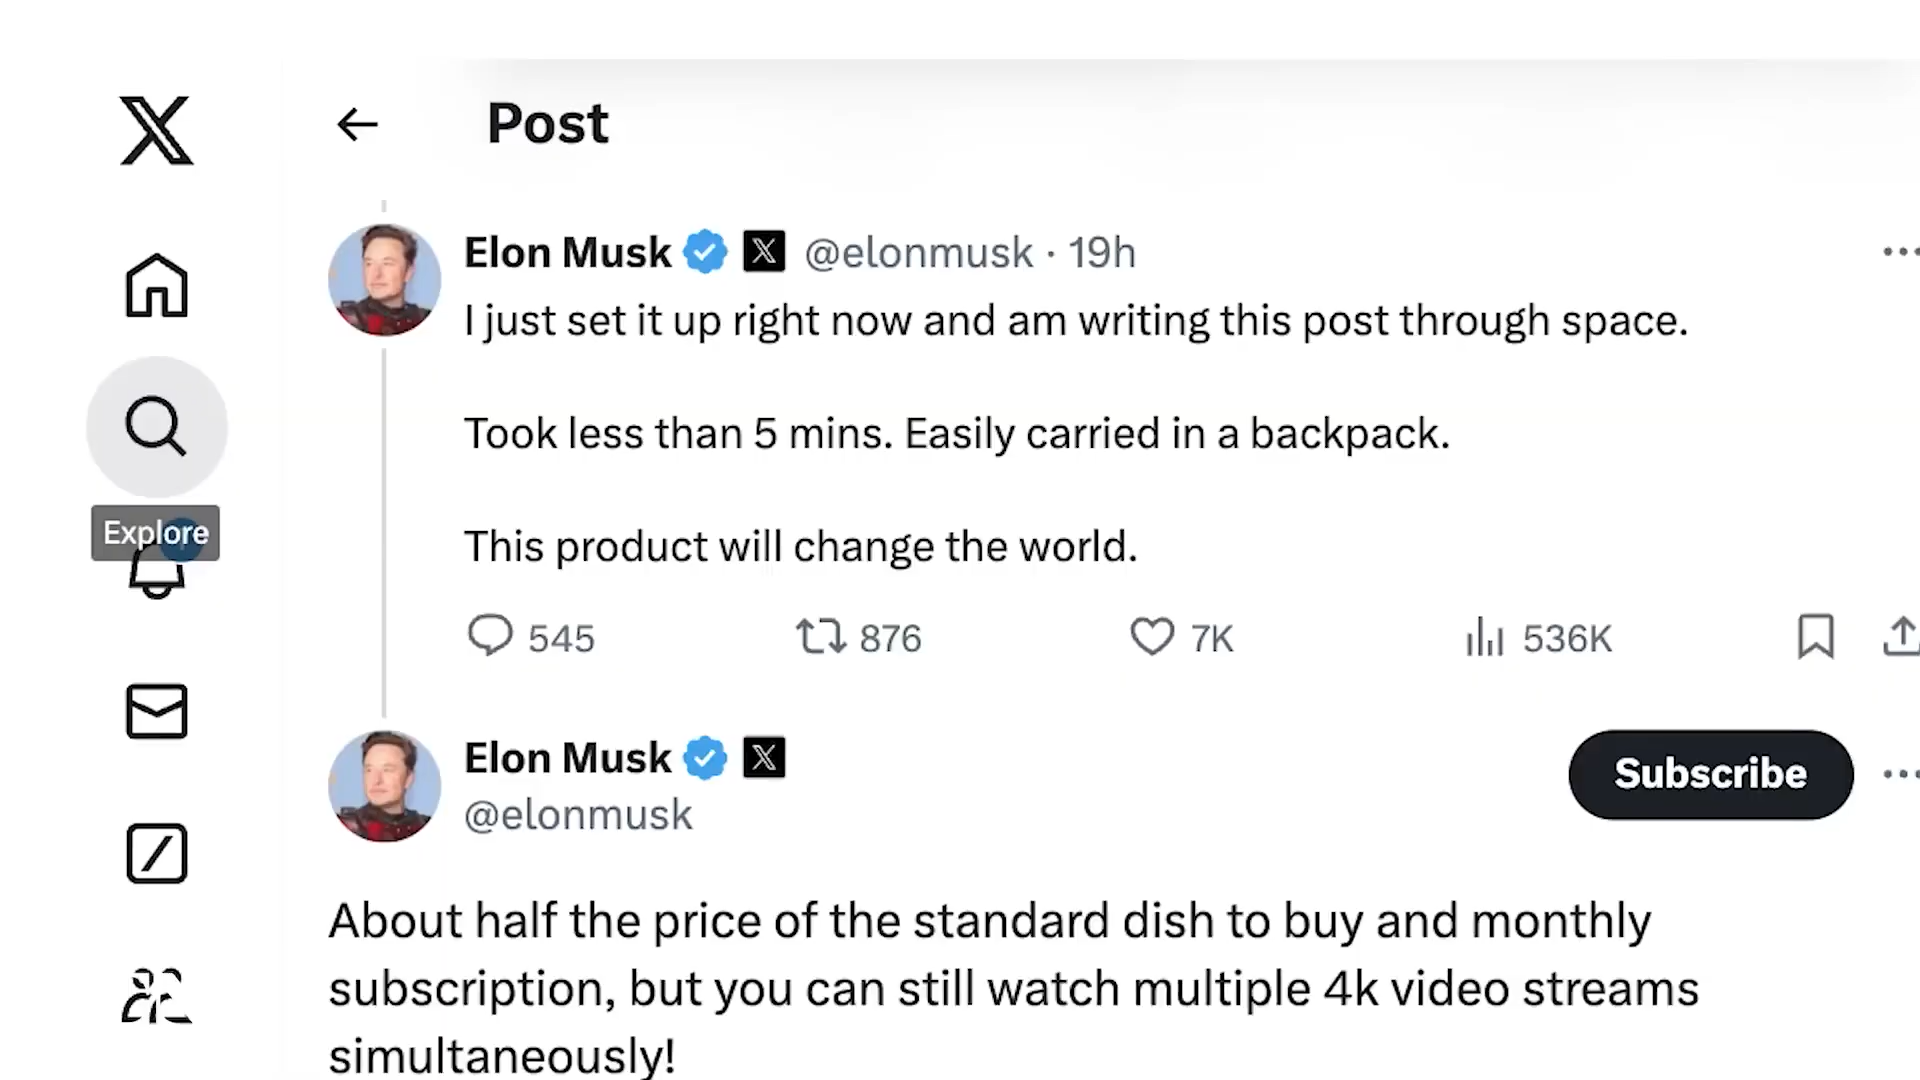 Post
Elon Musk @elonmusk · 19h
I just set it up right now and am writing this post through space.
Took less than 5 mins. Easily carried in a backpack.
This product will change the world.
545 876 7K 536K
Explore
Elon Musk
@elonmusk
Subscribe
About half the price of the standard dish to buy and monthly
subscription, but you can still watch multiple 4k video streams
simultaneously!